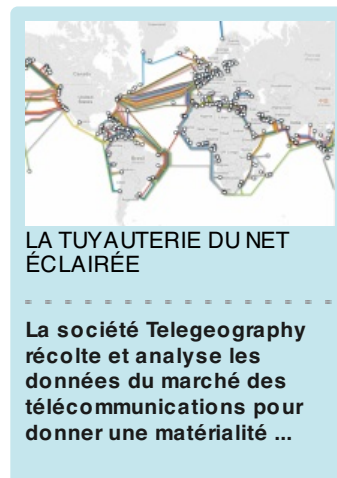 LA TUYAUTERIE DU NET
ÉCLAIRÉE
La société Telegeography
récolte et analyse les
données du marché des
télécommunications pour
donner une matérialité ...